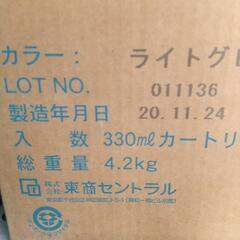 カラー： ライトグ
LOT NO. 011136
製造年月日 20.11.24
入 数 330mlカートリ
総重量 4.2kg
株式会社 東商セントラル